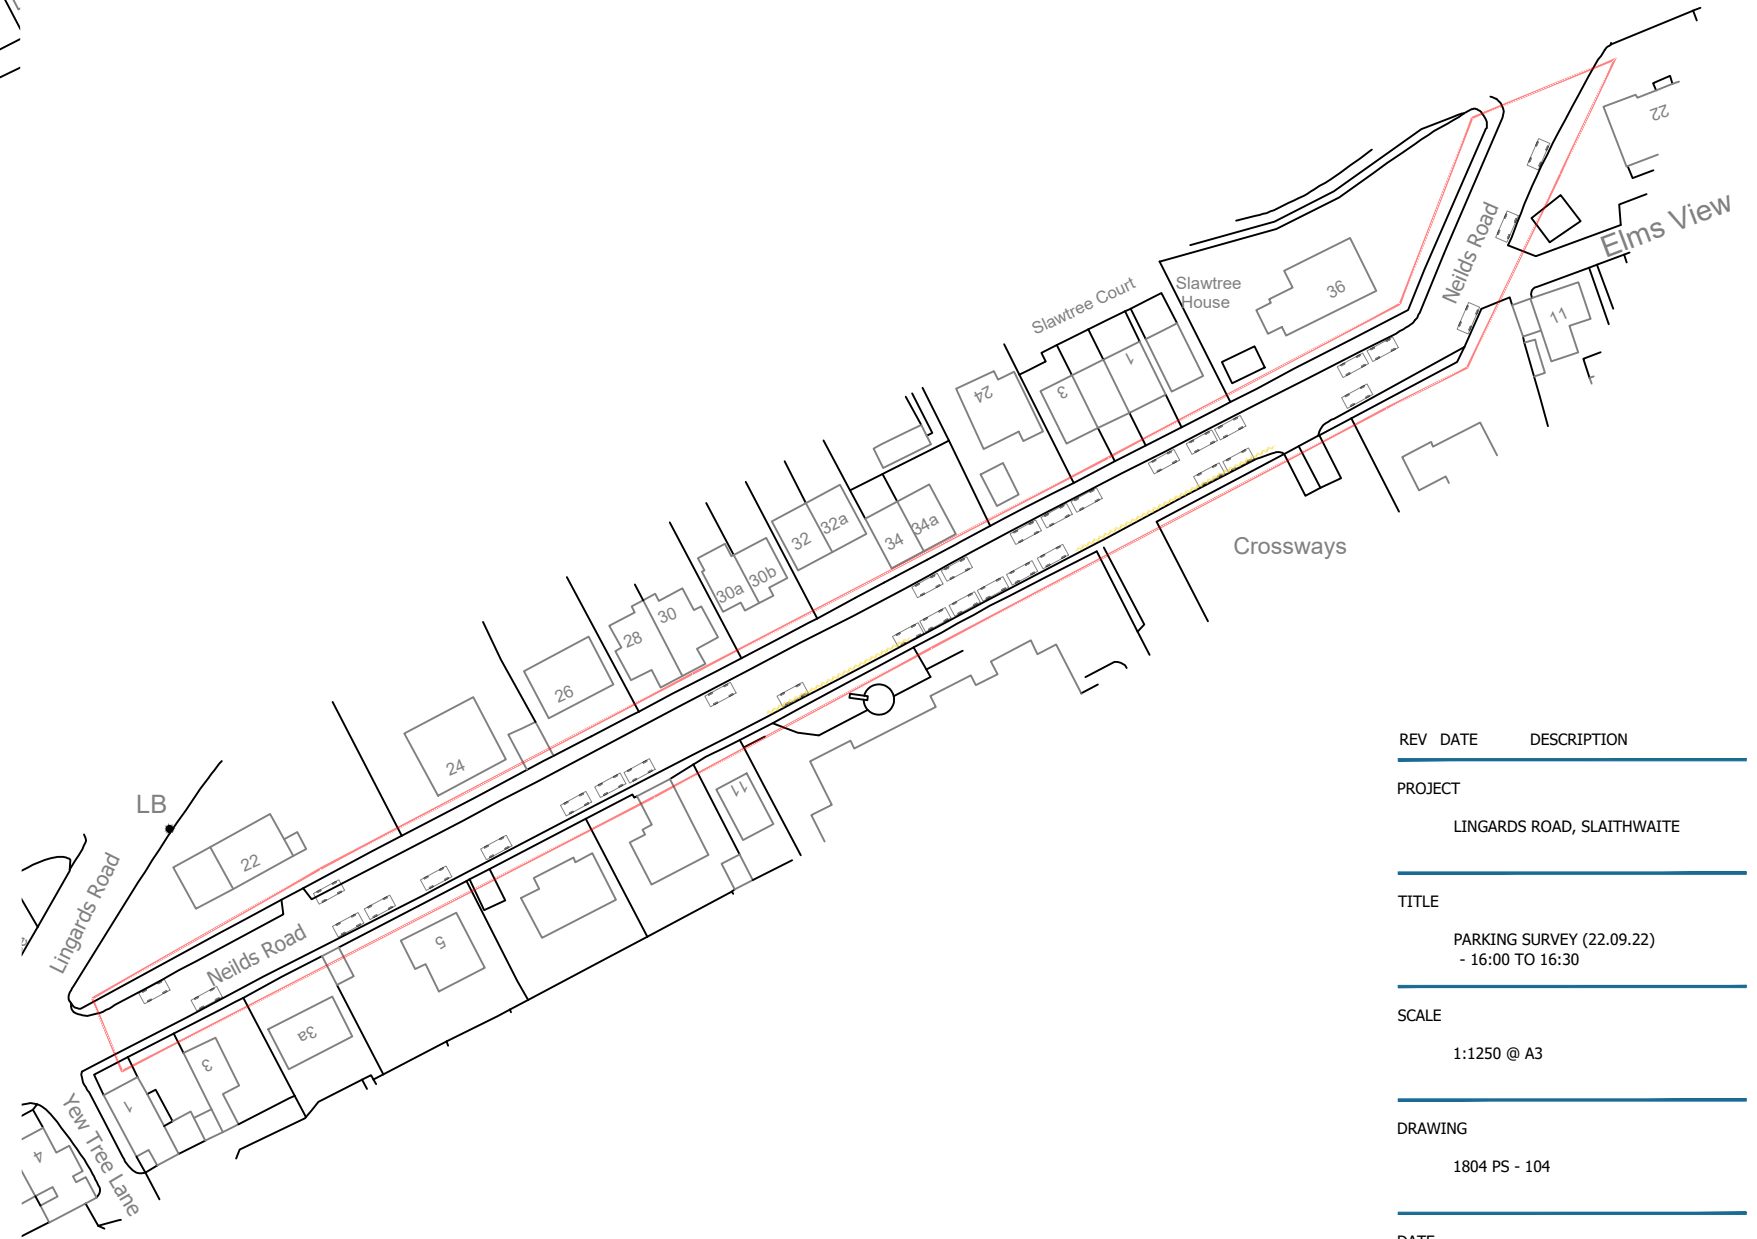 22
Elms View
Neilds Road
11
Slawtree Court
Slawtree
House
36
24
3
1
32
32a
34
34a
30a
30b
28
30
26
24
Crossways
LB
22
Lingards Road
Neilds Road
11
5
3a
3
1
Yew Tree Lane
4
REV DATE DESCRIPTION
PROJECT
LINGARDS ROAD, SLAITHWAITE
TITLE
PARKING SURVEY (22.09.22)
- 16:00 TO 16:30
SCALE
1:1250 @ A3
DRAWING
1804 PS - 104
DATE